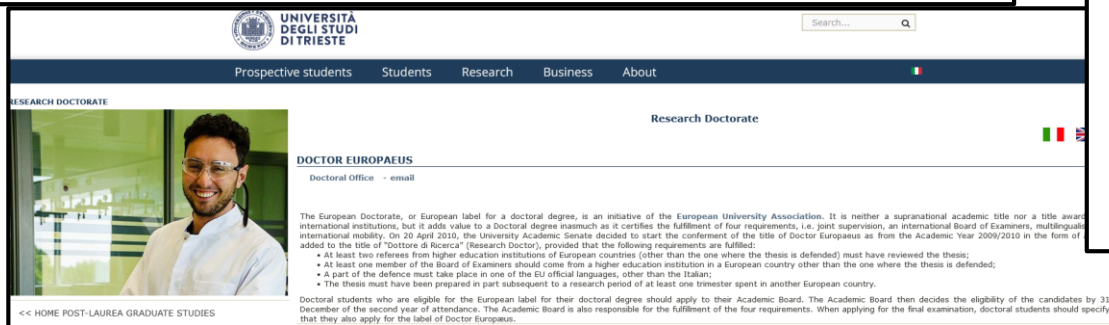 UNIVERSITÀ
DEGLI STUDI
DI TRIESTE
Search...
Prospective students Students Research Business About
RESEARCH DOCTORATE
Research Doctorate
DOCTOR EUROPAEUS
Doctoral Office - email
The European Doctorate, or European label for a doctoral degree, is an initiative of the European University Association. It is neither a supranational academic title nor a title award
international institutions, but it adds value to a Doctoral degree inasmuch as it certifies the fulfillment of four requirements, i.e. joint supervision, an international Board of Examiners, multilingualis
international mobility. On 20 April 2010, the University Academic Senate decided to start the conferment of the title of Doctor Europaeus as from the Academic Year 2009/2010 in the form of
added to the title of "Dottore di Ricerca" (Research Doctor), provided that the following requirements are fulfilled:
• At least two referees from higher education institutions of European countries (other than the one where the thesis is defended) must have reviewed the thesis;
• At least one member of the Board of Examiners should come from a higher education institution in a European country other than the one where the thesis is defended;
• A part of the defence must take place in one of the EU official languages, other than the Italian;
• The thesis must have been prepared in part subsequent to a research period of at least one trimester spent in another European country.
Doctoral students who are eligible for the European label for their doctoral degree should apply to their Academic Board. The Academic Board then decides the eligibility of the candidates by 31
December of the second year of attendance. The Academic Board is also responsible for the fulfillment of the four requirements. When applying for the final examination, doctoral students should specify
that they also apply for the label of Doctor Europæus.
<< HOME POST-LAUREA GRADUATE STUDIES